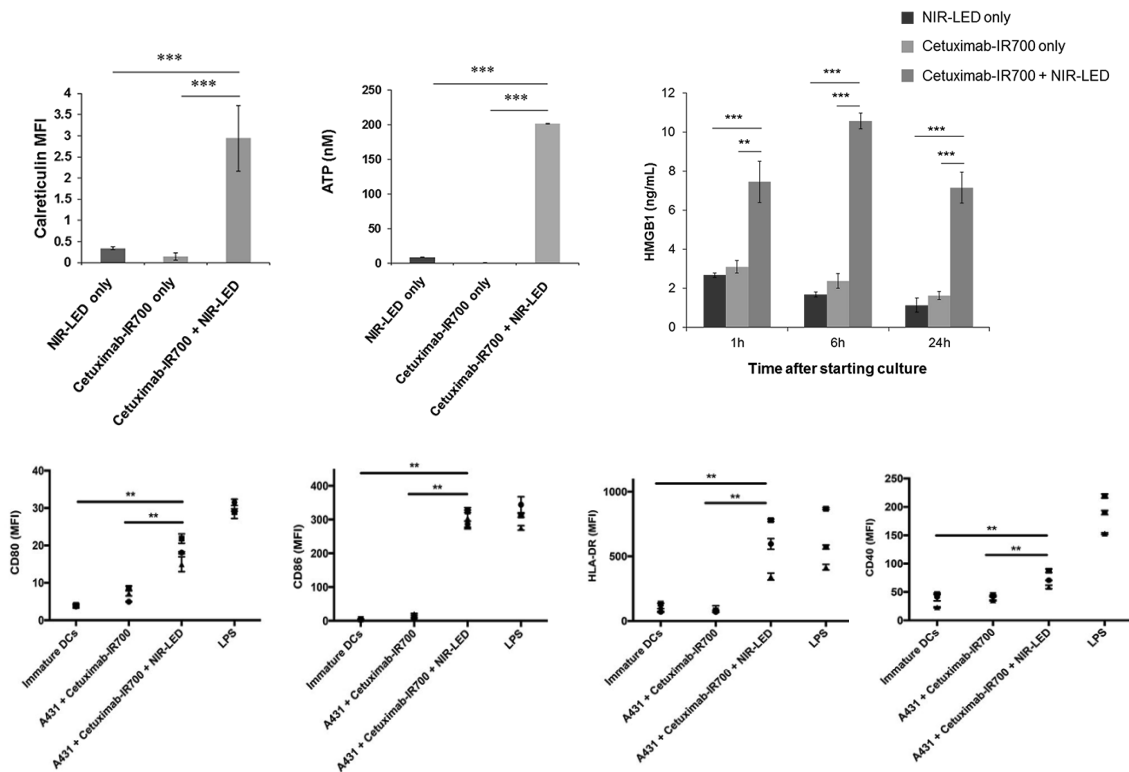 NIR-LED only
Cetuximab-IR700 only
Cetuximab-IR700 + NIR-LED
***
***
Calreticulin MFI
4
3.5
3
2.5
2
1.5
1
0.5
0
NIR-LED only
Cetuximab-IR700 only
Cetuximab-IR700 + NIR-LED
***
***
ATP (nM)
250
200
150
100
50
0
NIR-LED only
Cetuximab-IR700 only
Cetuximab-IR700 + NIR-LED
HMGB1 (ng/mL)
12
10
8
6
4
2
0
***
**
***
***
***
***
1h
6h
24h
Time after starting culture
CD80 (MFI)
40
30
20
10
0
**
**
Immature DCs
A431 + Cetuximab-IR700
A431 + Cetuximab-IR700 + NIR-LED
LPS
CD86 (MFI)
400
300
200
100
0
**
**
Immature DCs
A431 + Cetuximab-IR700
A431 + Cetuximab-IR700 + NIR-LED
LPS
HLA-DR (MFI)
1000
500
0
**
**
Immature DCs
A431 + Cetuximab-IR700
A431 + Cetuximab-IR700 + NIR-LED
LPS
CD40 (MFI)
250
200
150
100
50
0
**
**
Immature DCs
A431 + Cetuximab-IR700
A431 + Cetuximab-IR700 + NIR-LED
LPS